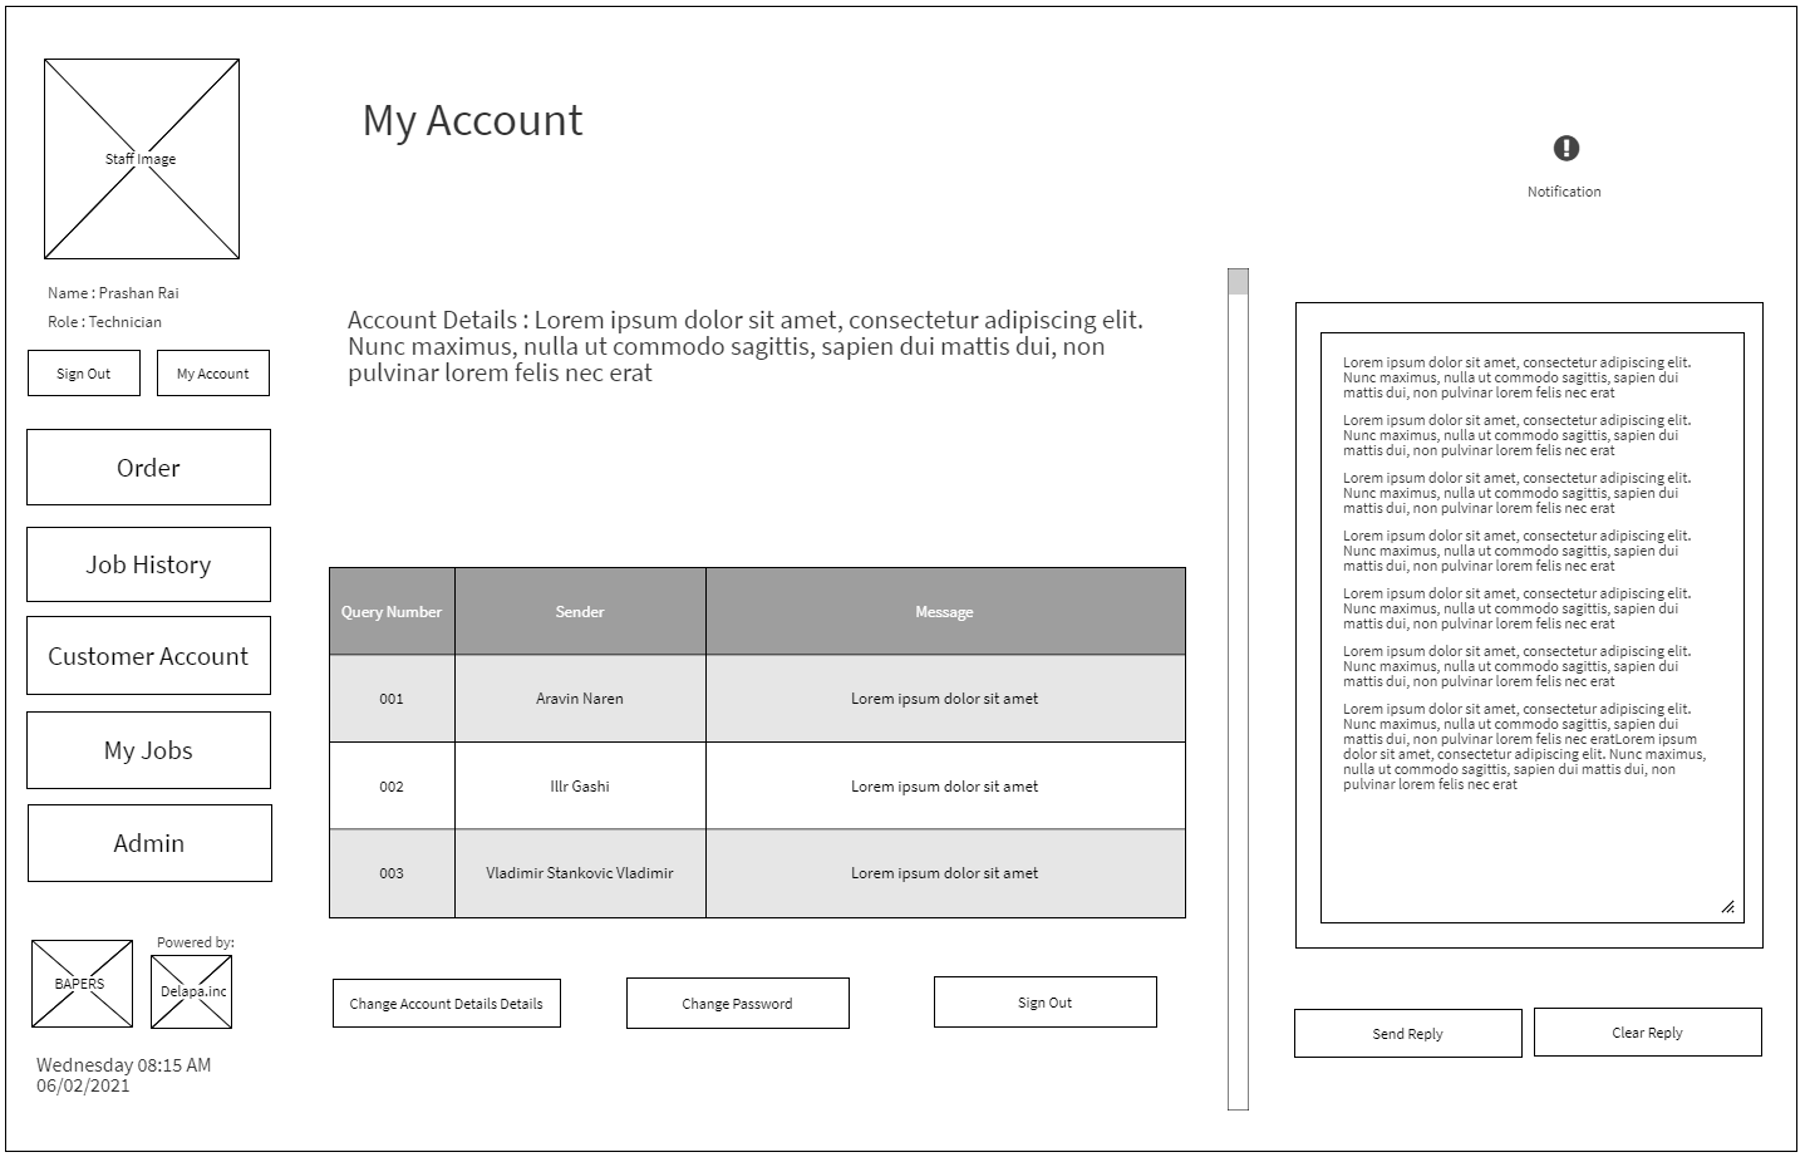 Staff Image
Name : Prashan Rai
Role : Technician
Sign Out
My Account
Order
Job History
Customer Account
My Jobs
Admin
BAPERS
Powered by:
Delapa.inc
Wednesday 08:15 AM
06/02/2021
My Account
Account Details : Lorem ipsum dolor sit amet, consectetur adipiscing elit.
Nunc maximus, nulla ut commodo sagittis, sapien dui mattis dui, non
pulvinar lorem felis nec erat
Query Number Sender Message
001 Aravin Naren Lorem ipsum dolor sit amet
002 Illr Gashi Lorem ipsum dolor sit amet
003 Vladimir Stankovic Vladimir Lorem ipsum dolor sit amet
Change Account Details Details
Change Password
Sign Out
Notification
Lorem ipsum dolor sit amet, consectetur adipiscing elit.
Nunc maximus, nulla ut commodo sagittis, sapien dui
mattis dui, non pulvinar lorem felis nec erat
Lorem ipsum dolor sit amet, consectetur adipiscing elit.
Nunc maximus, nulla ut commodo sagittis, sapien dui
mattis dui, non pulvinar lorem felis nec erat
Lorem ipsum dolor sit amet, consectetur adipiscing elit.
Nunc maximus, nulla ut commodo sagittis, sapien dui
mattis dui, non pulvinar lorem felis nec erat
Lorem ipsum dolor sit amet, consectetur adipiscing elit.
Nunc maximus, nulla ut commodo sagittis, sapien dui
mattis dui, non pulvinar lorem felis nec erat
Lorem ipsum dolor sit amet, consectetur adipiscing elit.
Nunc maximus, nulla ut commodo sagittis, sapien dui
mattis dui, non pulvinar lorem felis nec erat
Lorem ipsum dolor sit amet, consectetur adipiscing elit.
Nunc maximus, nulla ut commodo sagittis, sapien dui
mattis dui, non pulvinar lorem felis nec erat
Lorem ipsum dolor sit amet, consectetur adipiscing elit.
Nunc maximus, nulla ut commodo sagittis, sapien dui
mattis dui, non pulvinar lorem felis nec eratLorem ipsum
dolor sit amet, consectetur adipiscing elit. Nunc maximus,
nulla ut commodo sagittis, sapien dui mattis dui, non
pulvinar lorem felis nec erat
Send Reply
Clear Reply